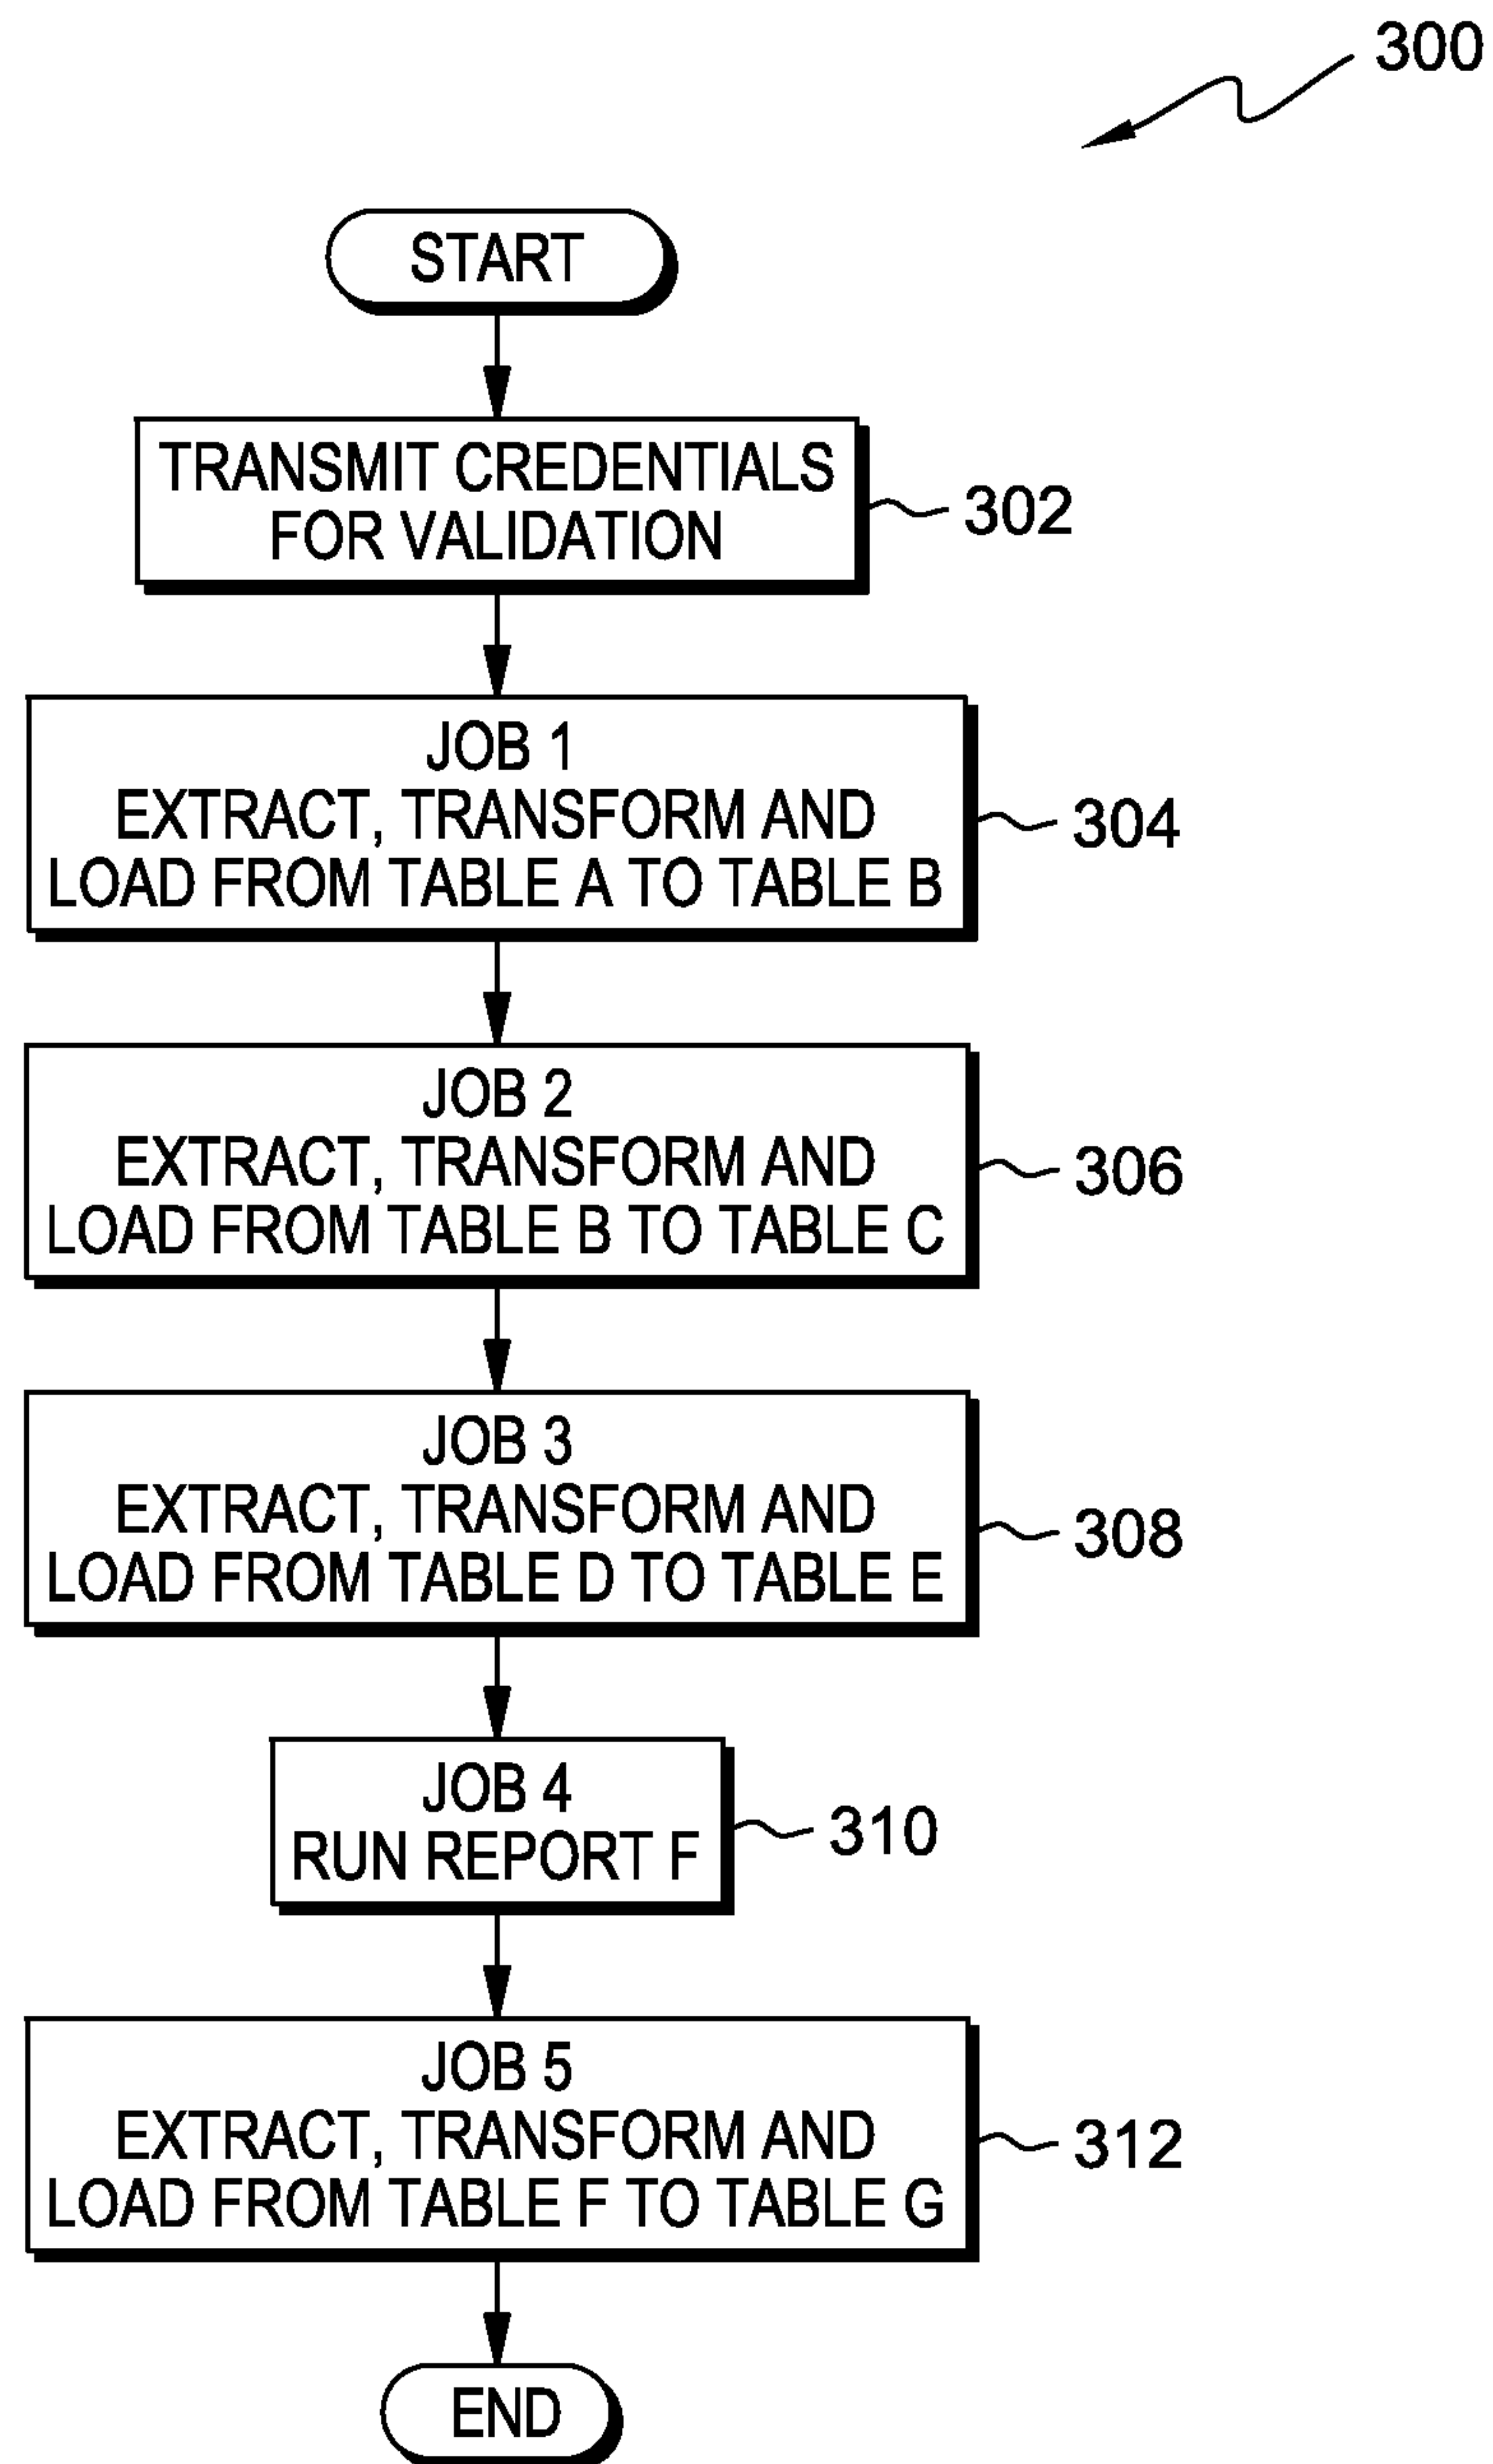 300
START
TRANSMIT CREDENTIALS
FOR VALIDATION
302
JOB 1
EXTRACT, TRANSFORM AND
LOAD FROM TABLE A TO TABLE B
304
JOB 2
EXTRACT, TRANSFORM AND
LOAD FROM TABLE B TO TABLE C
306
JOB 3
EXTRACT, TRANSFORM AND
LOAD FROM TABLE D TO TABLE E
308
JOB 4
RUN REPORT F
310
JOB 5
EXTRACT, TRANSFORM AND
LOAD FROM TABLE F TO TABLE G
312
END